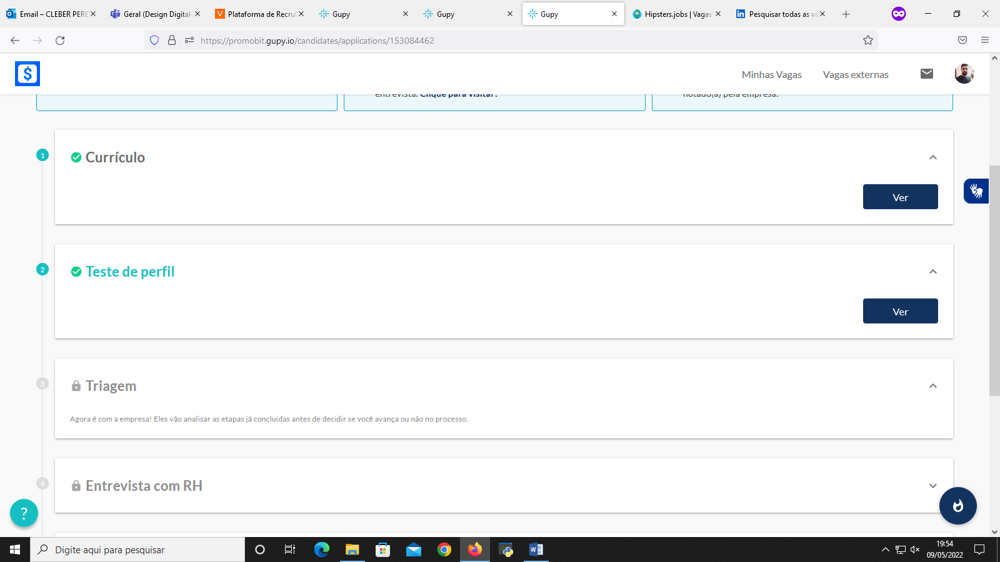 Email – CLEBER PERE
Geral (Design Digital-
Plataforma de Recrut
Gupy
Gupy
Gupy
Hipsters.jobs | Vagas
Pesquisar todas as va
https://promobit.gupy.io/candidates/applications/153084462
$
Minhas Vagas
Vagas externas
entrevista. Clique para visitar!
notado(a) pela empresa.
1
Currículo
Ver
2
Teste de perfil
Ver
3
Triagem
Agora é com a empresa! Eles vão analisar as etapas já concluidas antes de decidir se você avança ou não no processo.
4
Entrevista com RH
?
Digite aqui para pesquisar
19:54
09/05/2022